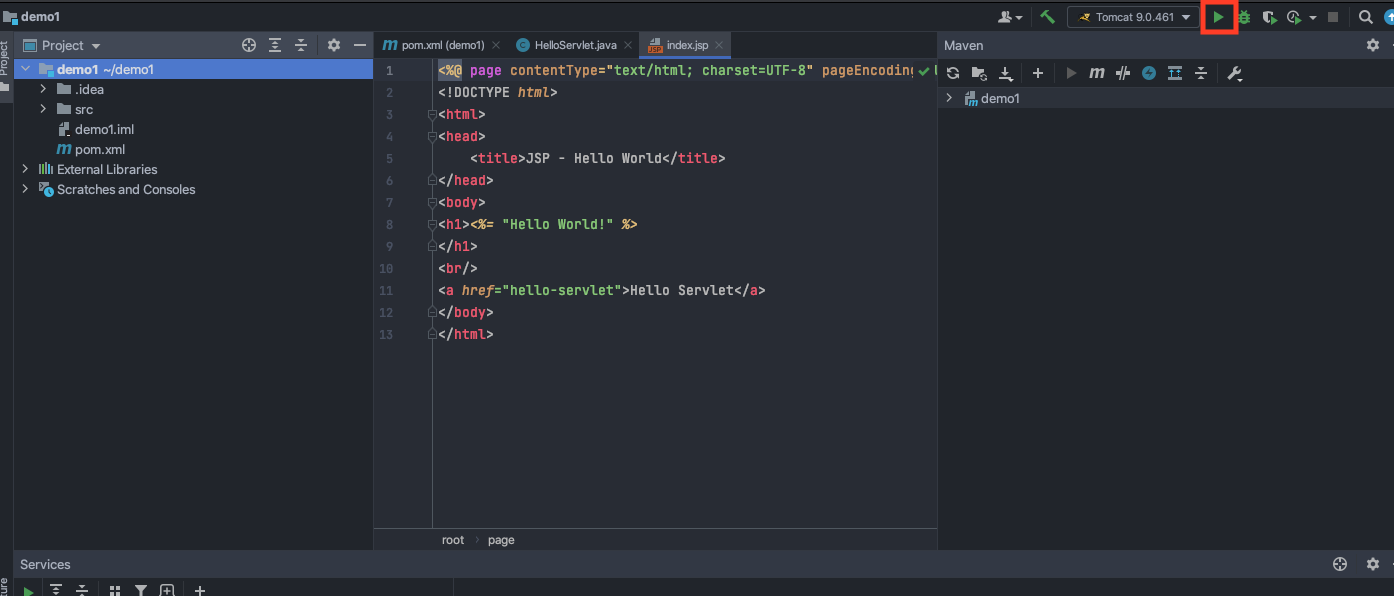 demo1
Tomcat 9.0.461
Project
Project
pom.xml (demo1)
HelloServlet.java
index.jsp
Maven
demo1 ~/demo1
.idea
src
demo1.iml
pom.xml
External Libraries
Scratches and Consoles
1 <%@ page contentType="text/html; charset=UTF-8" pageEncoding
2 <!DOCTYPE html>
3 <html>
4 <head>
5 <title>JSP - Hello World</title>
6 </head>
7 <body>
8 <h1><%= "Hello World!" %>
9 </h1>
10 <br/>
11 <a href="hello-servlet">Hello Servlet</a>
12 </body>
13 </html>
demo1
root
page
Services